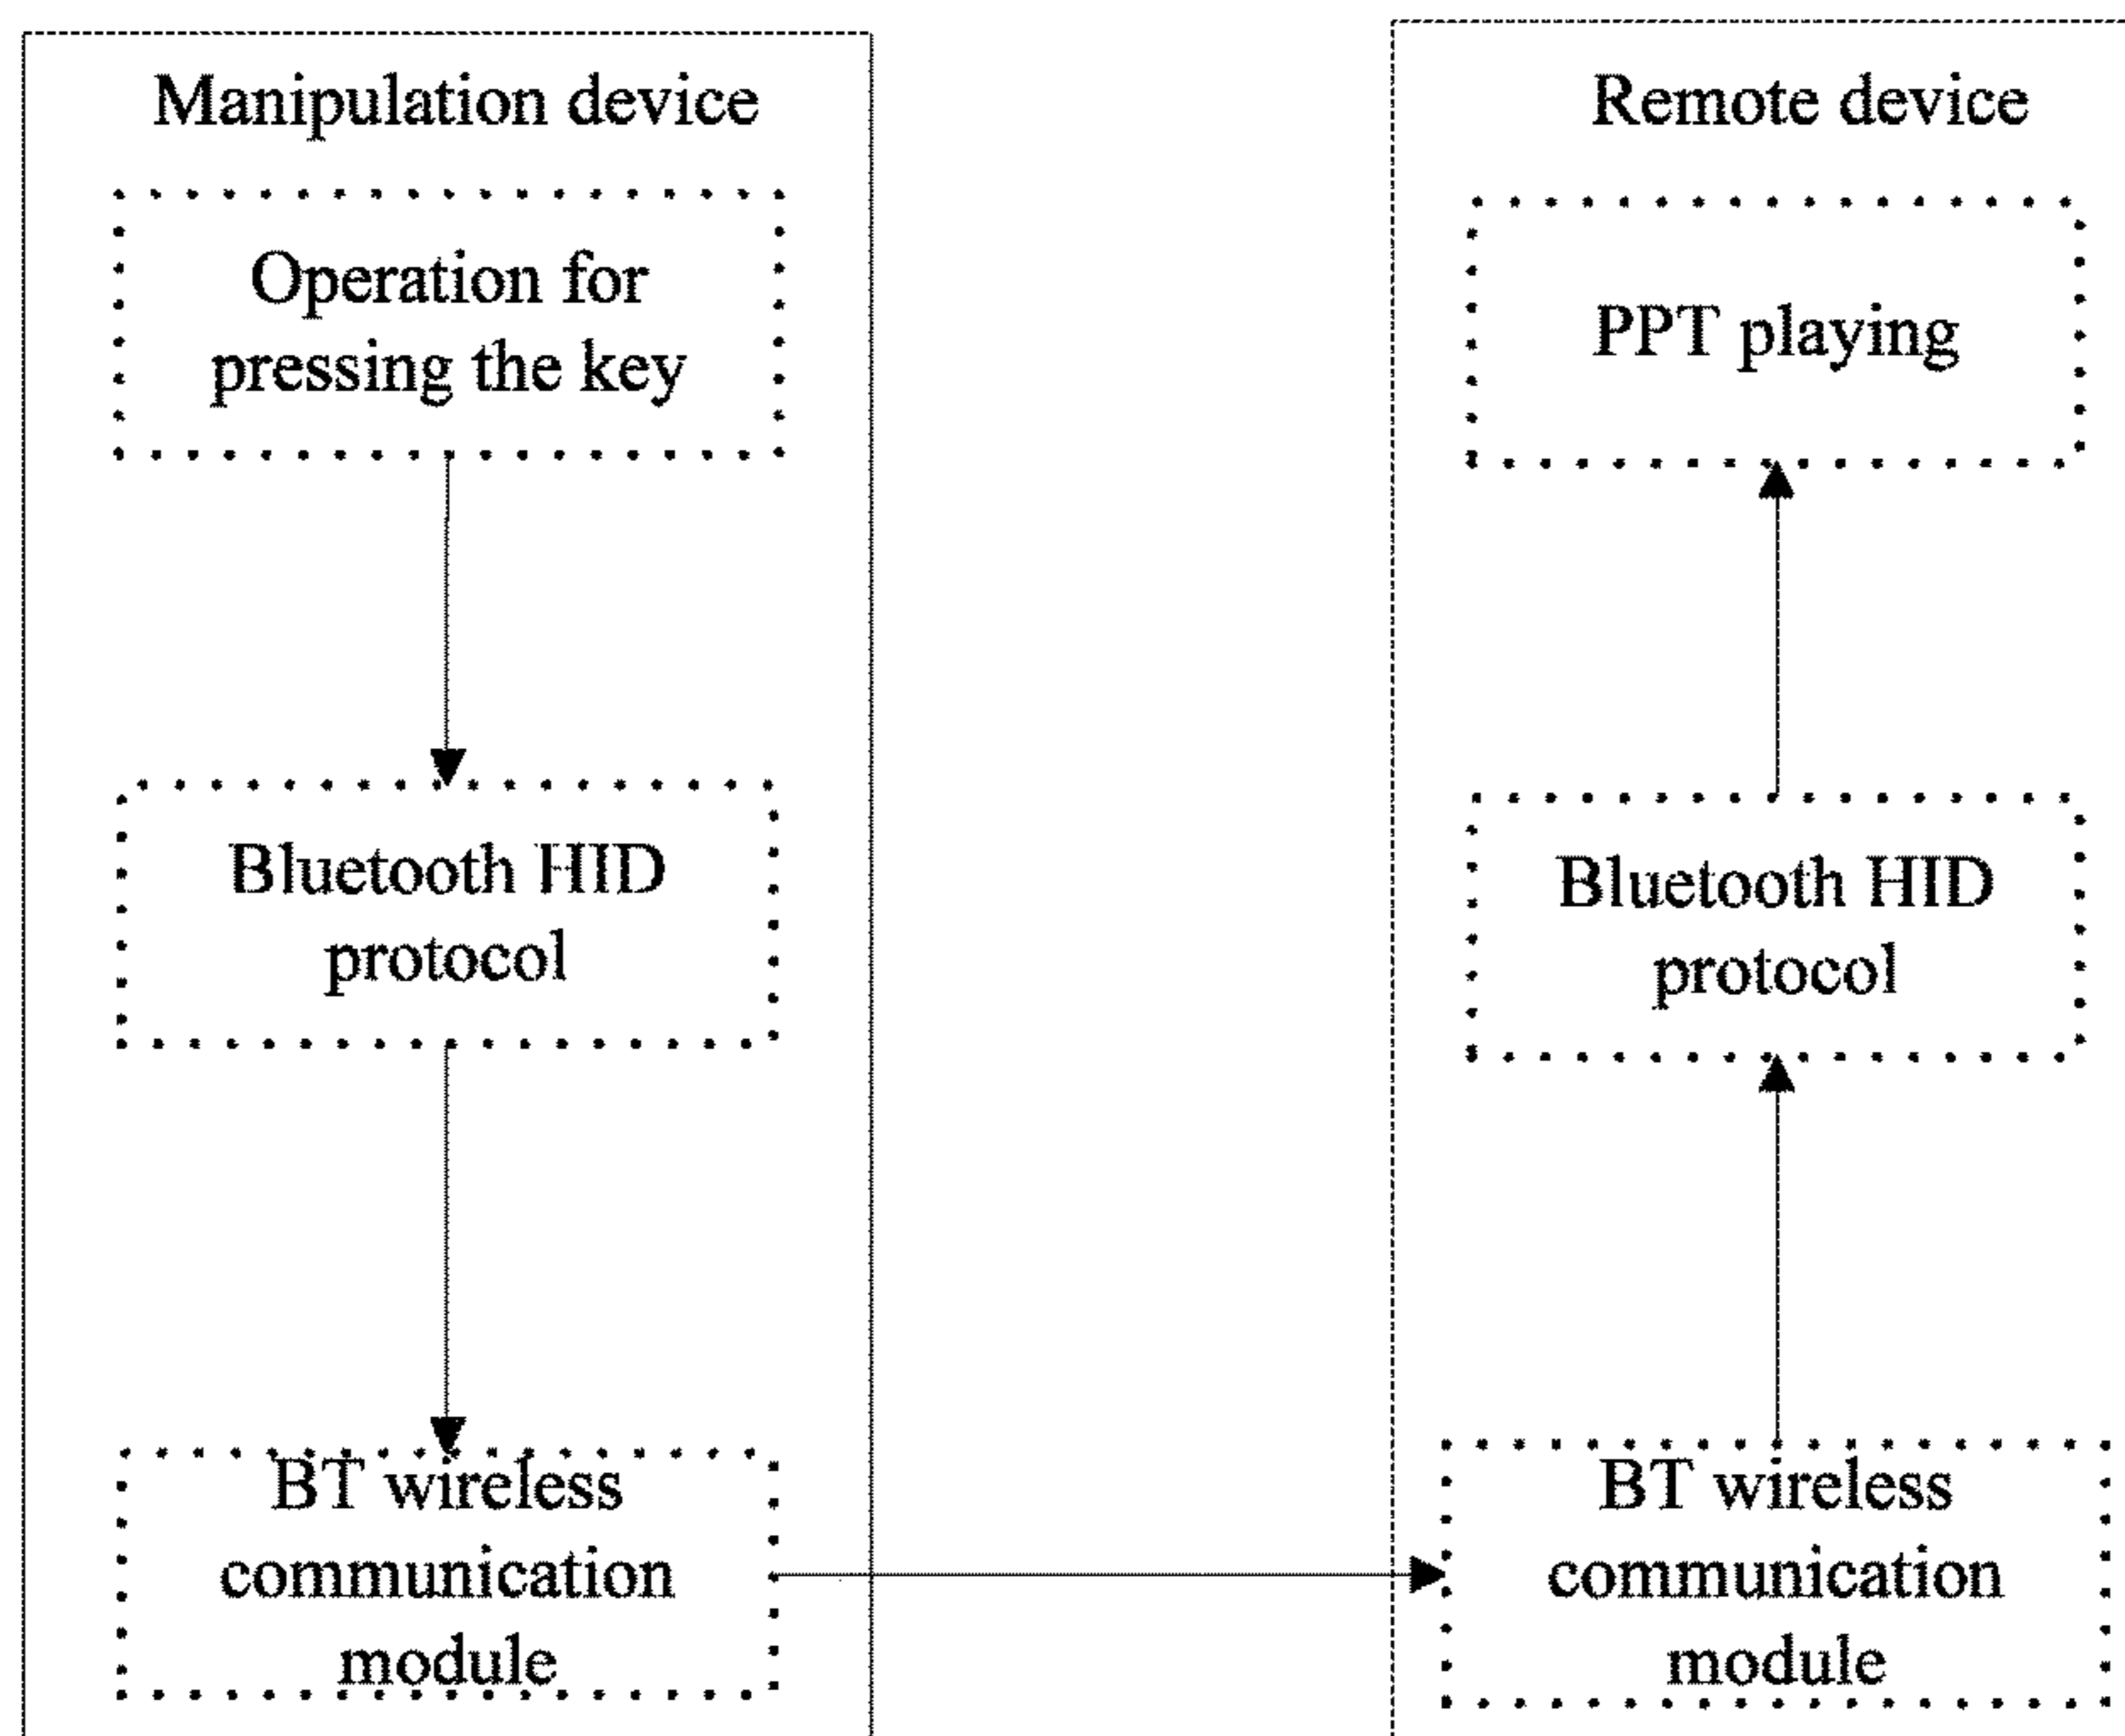 Manipulation device
Operation for
pressing the key
Bluetooth HID
protocol
BT wireless
communication
module
Remote device
PPT playing
Bluetooth HID
protocol
BT wireless
communication
module